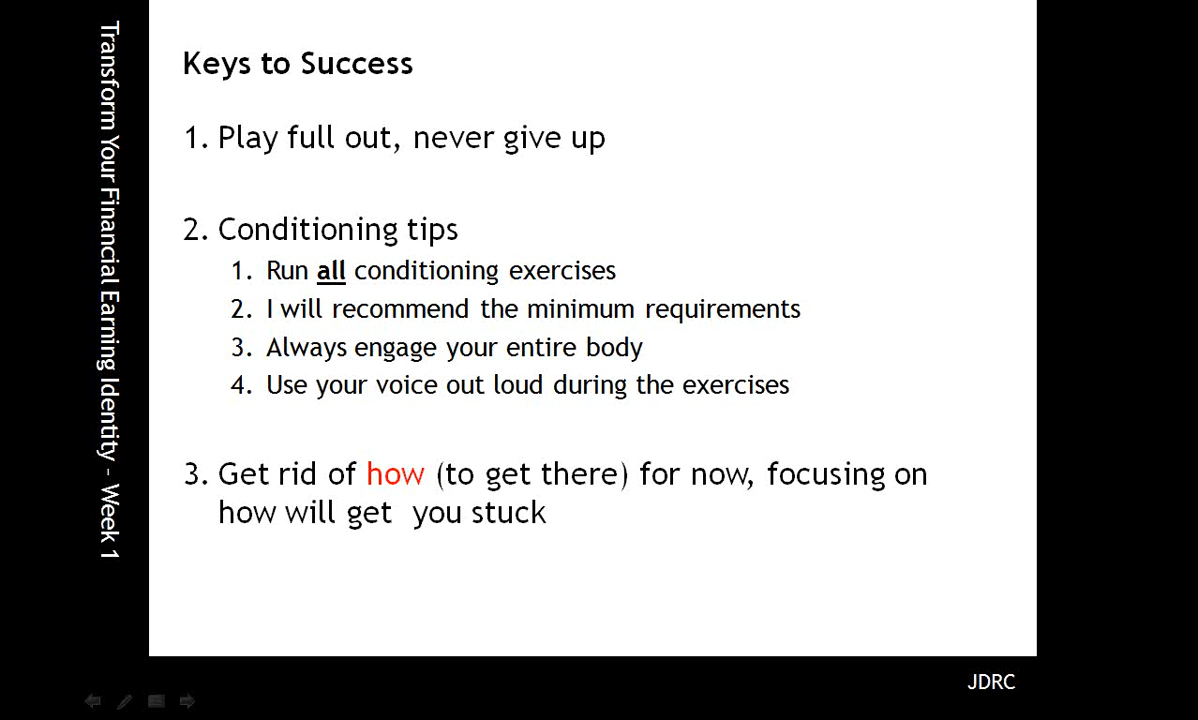 Transform Your Financial Earning Identity - Week 1
Keys to Success
1. Play full out, never give up
2. Conditioning tips
1. Run all conditioning exercises
2. I will recommend the minimum requirements
3. Always engage your entire body
4. Use your voice out loud during the exercises
3. Get rid of how (to get there) for now, focusing on
how will get  you stuck
JDRC